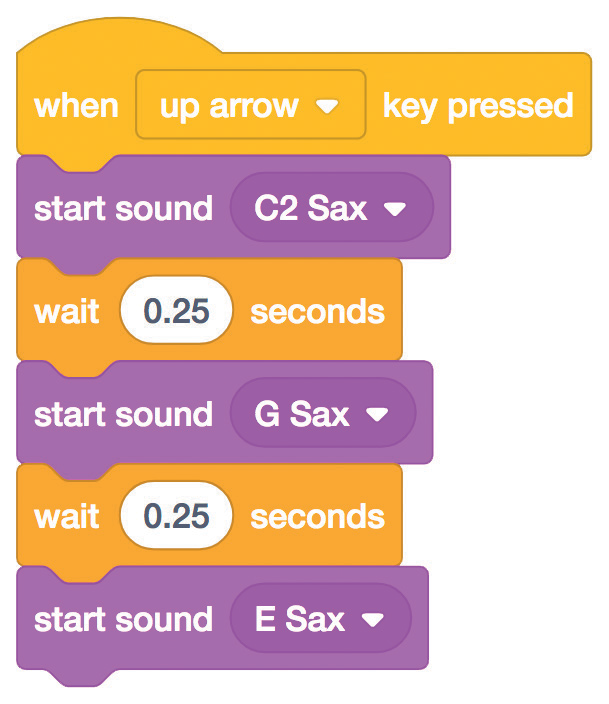 when up arrow key pressed
start sound C2 Sax
wait 0.25 seconds
start sound G Sax
wait 0.25 seconds
start sound E Sax